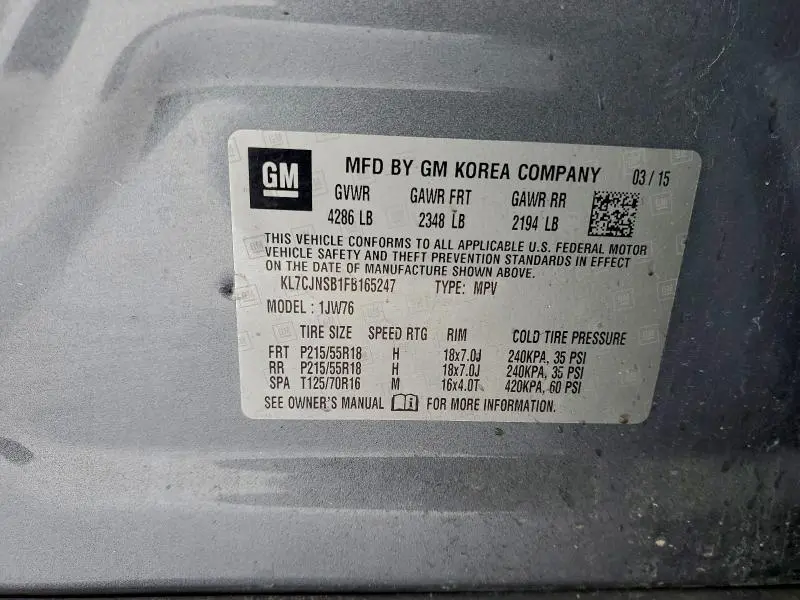 GM MFD BY GM KOREA COMPANY 03 / 15
GVWR GAWR FRT GAWR RR
4286 LB 2348 LB 2194 LB
THIS VEHICLE CONFORMS TO ALL APPLICABLE U.S. FEDERAL MOTOR
VEHICLE SAFETY AND THEFT PREVENTION STANDARDS IN EFFECT
ON THE DATE OF MANUFACTURE SHOWN ABOVE.
KL7CJNSB1FB165247 TYPE: MPV
MODEL : 1JW76
TIRE SIZE SPEED RTG RIM COLD TIRE PRESSURE
FRT P215/55R18 H 18x7.0J 240KPA, 35 PSI
RR P215/55R18 H 18x7.0J 240KPA, 35 PSI
SPA T125/70R16 M 16x4.0T 420KPA, 60 PSI
SEE OWNER'S MANUAL FOR MORE INFORMATION.